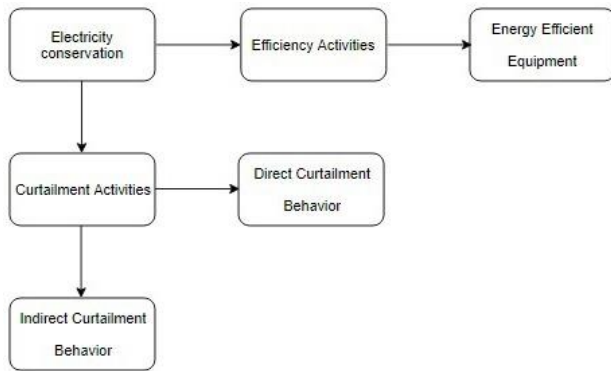 Electricity
conservation
Efficiency Activities
Energy Efficient
Equipment
Curtailment Activities
Direct Curtailment
Behavior
Indirect Curtailment
Behavior